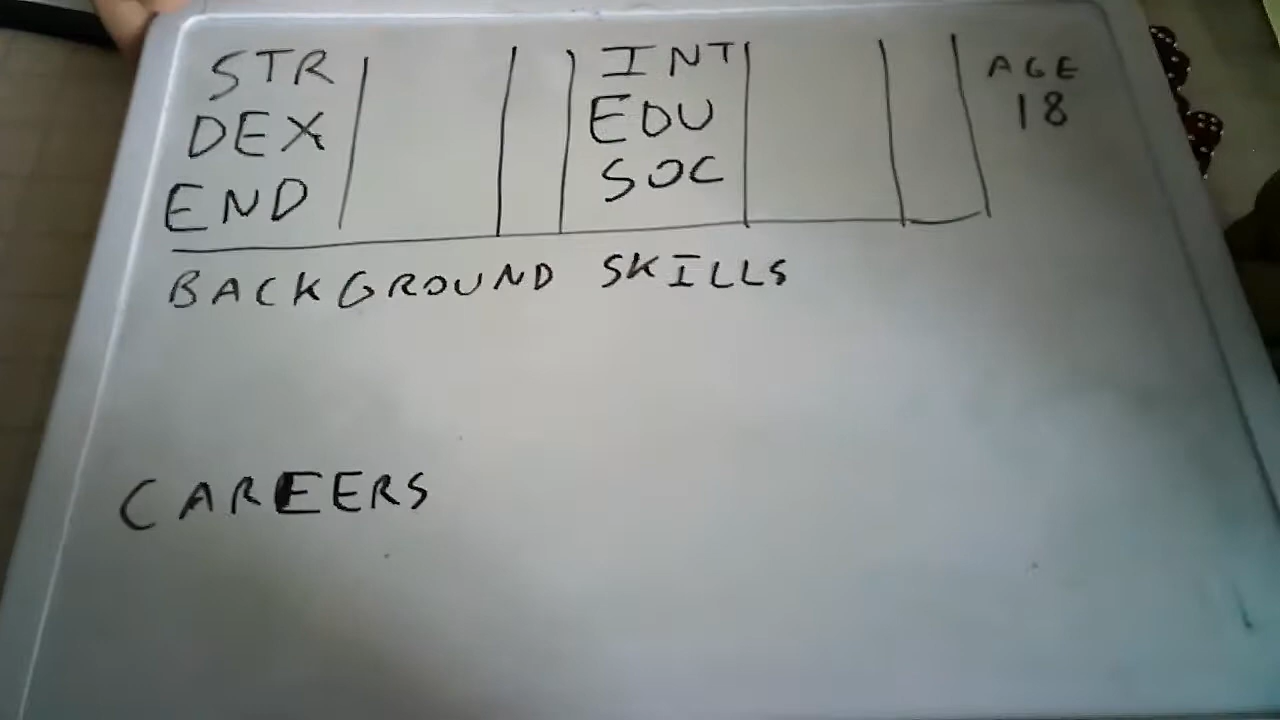 STR INT AGE
DEX EDU 18
END SOC
BACKGROUND SKILLS
CAREERS